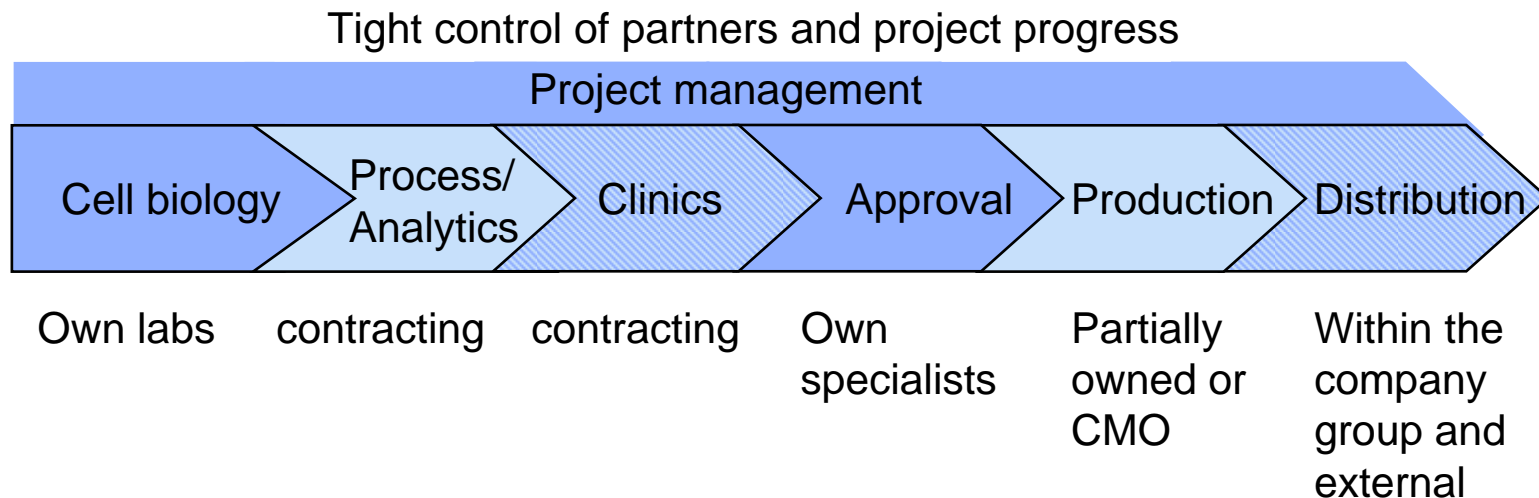 Tight control of partners and project progress
Project management
Cell biology
Process/
Analytics
Clinics
Approval
Production
Distribution
Own labs
contracting
contracting
Own
specialists
Partially
owned or
CMO
Within the
company
group and
external